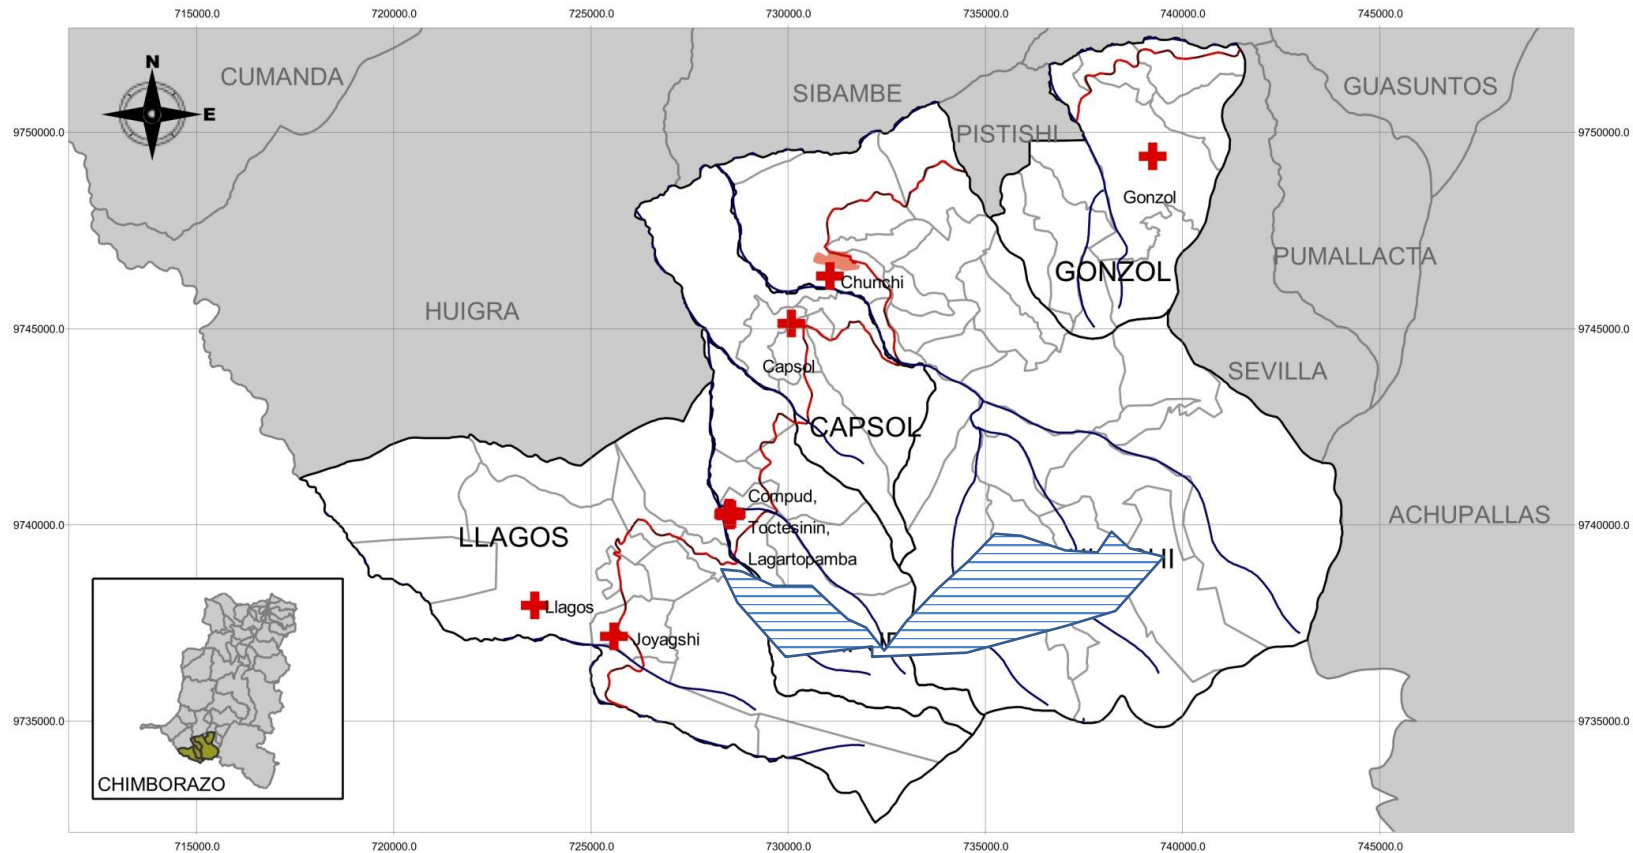 715000.0 720000.0 725000.0 730000.0 735000.0 740000.0 745000.0
N
E
CUMANDA
SIBAMBE
GUASUNTOS
9750000.0
PISTISHI
9750000.0
Gonzol
PUMALLACTA
GONZOL
Chunchi
HUIGRA
9745000.0
9745000.0
Capsol
SEVILLA
CAPSOL
Compud,
ACHUPALLAS
9740000.0
Toctesinin,
9740000.0
LLAGOS
Lagartopamba
Llagos
Joyagshi
9735000.0
9735000.0
CHIMBORAZO
715000.0 720000.0 725000.0 730000.0 735000.0 740000.0 745000.0